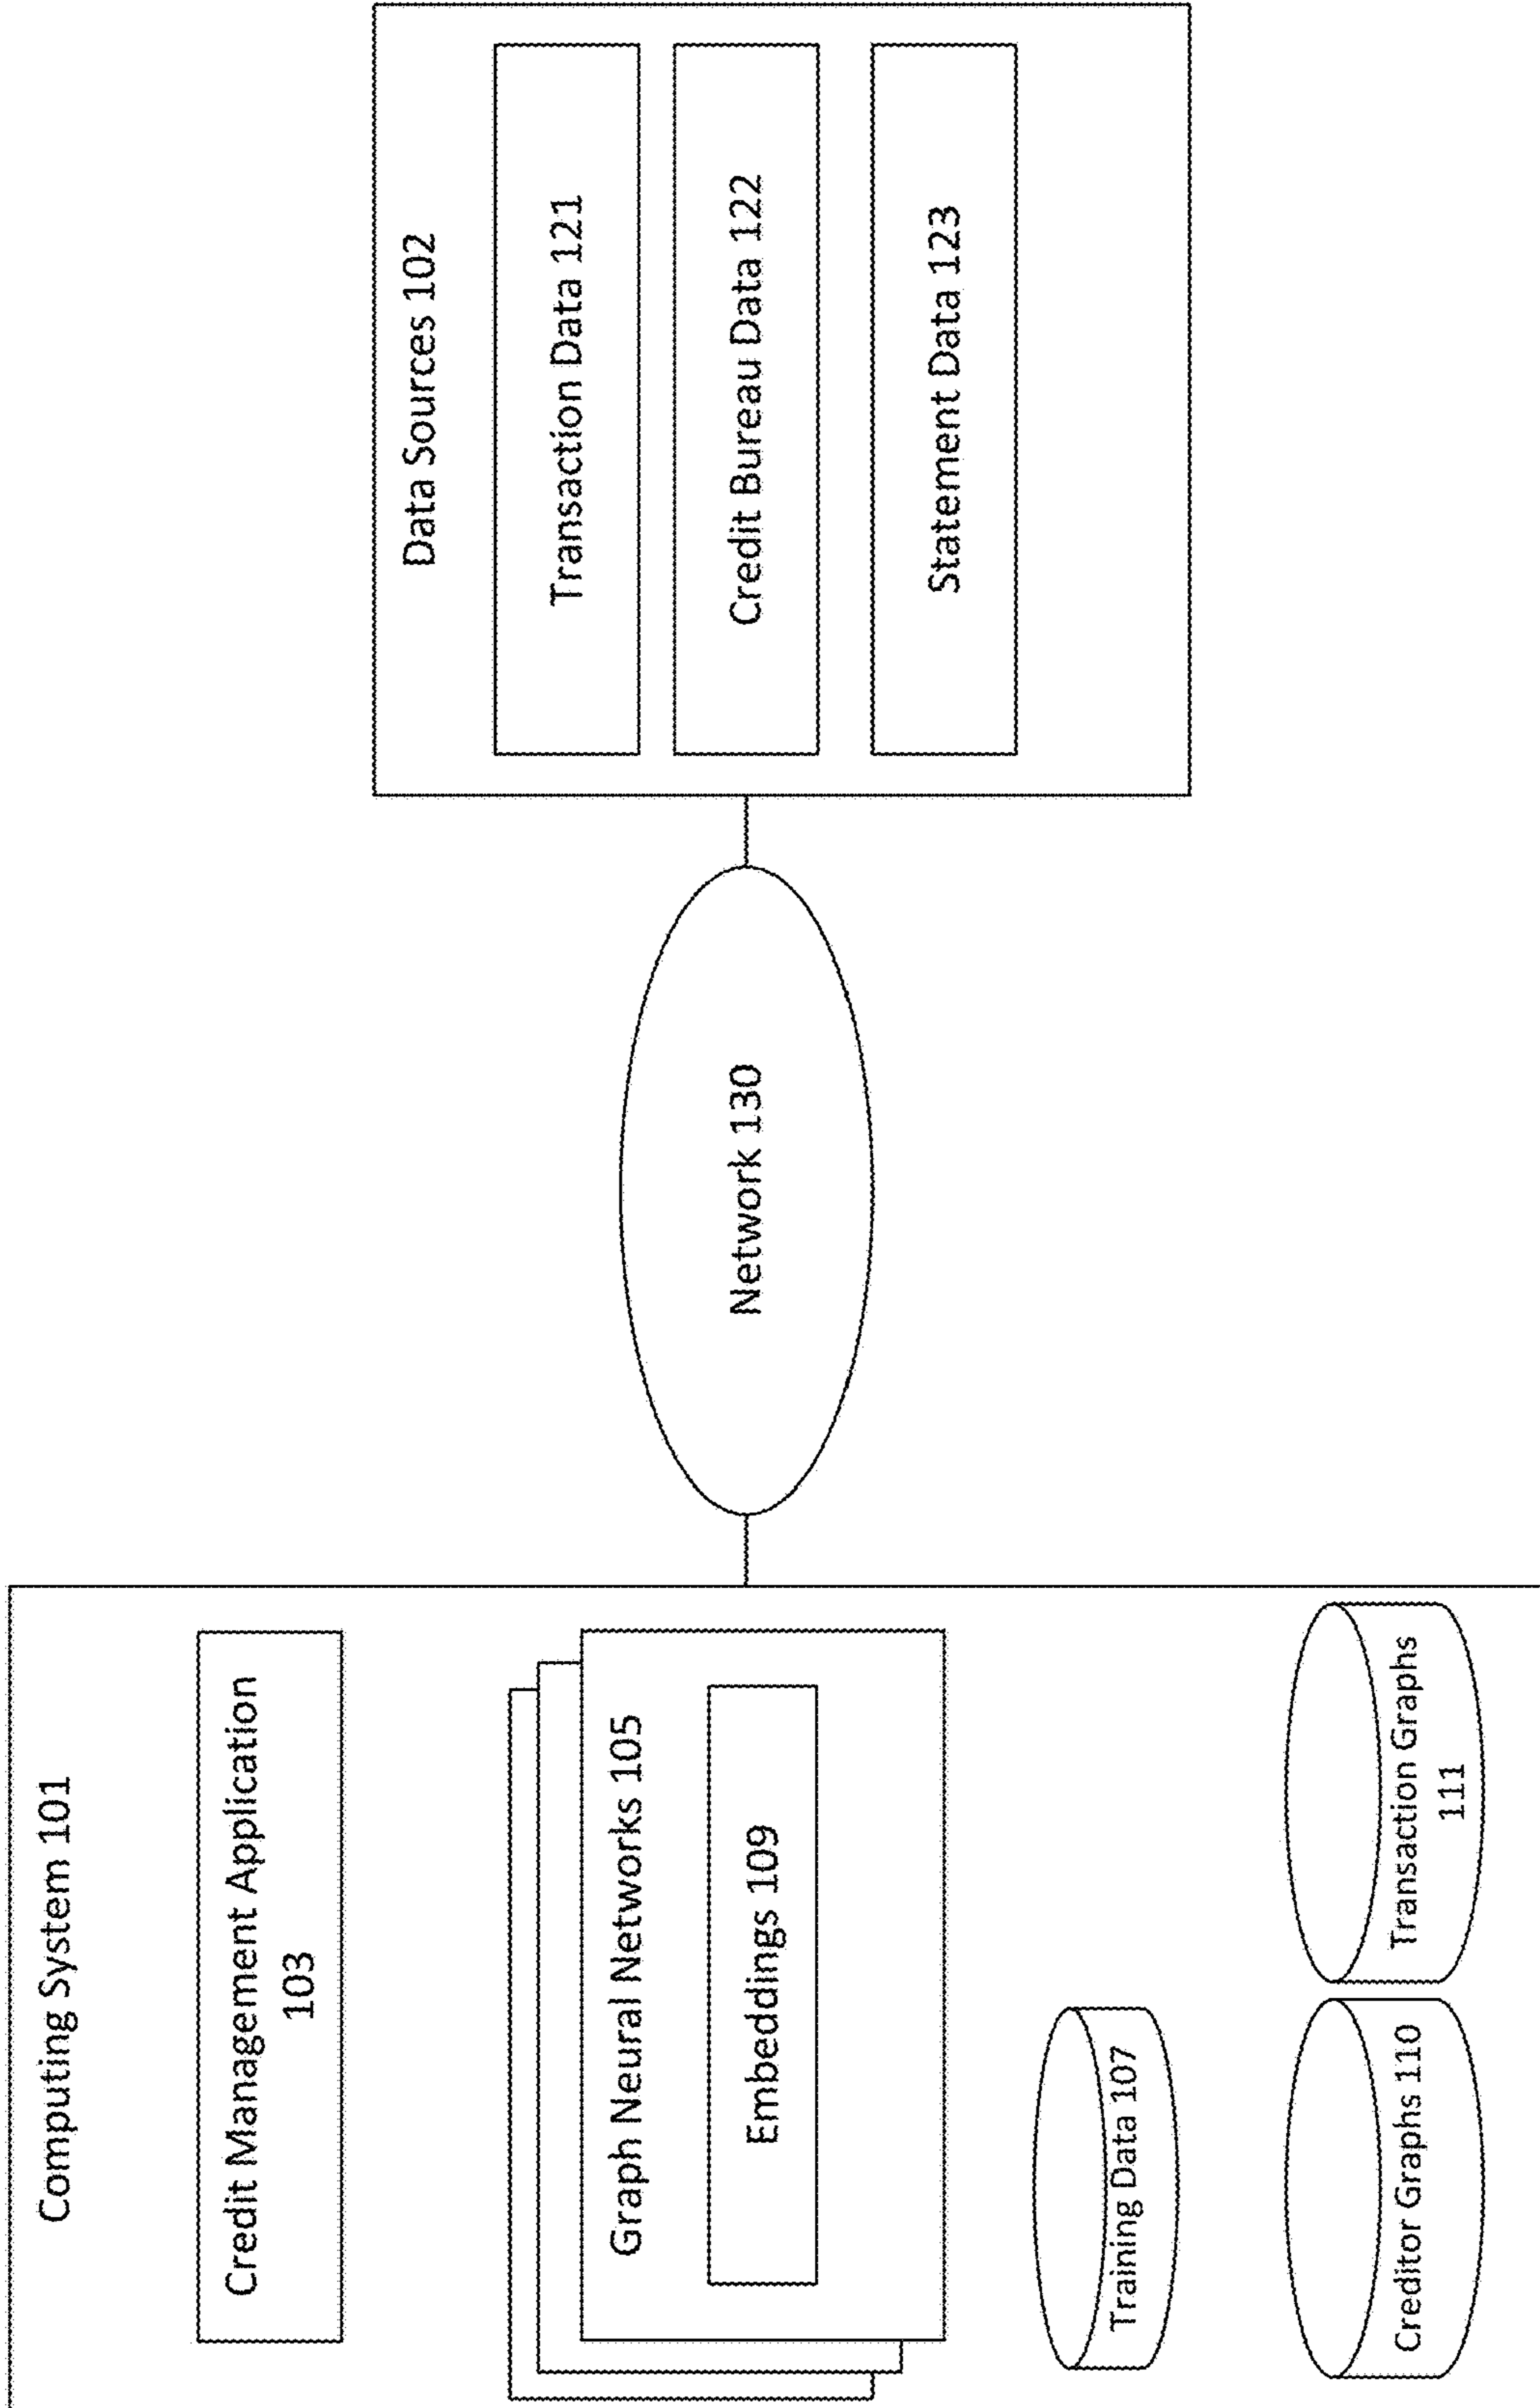 Computing System 101
Credit Management Application
103
Graph Neural Networks 105
Embeddings 109
Training Data 107
Creditor Graphs 110
Transaction Graphs
111
Network 130
Data Sources 102
Transaction Data 121
Credit Bureau Data 122
Statement Data 123